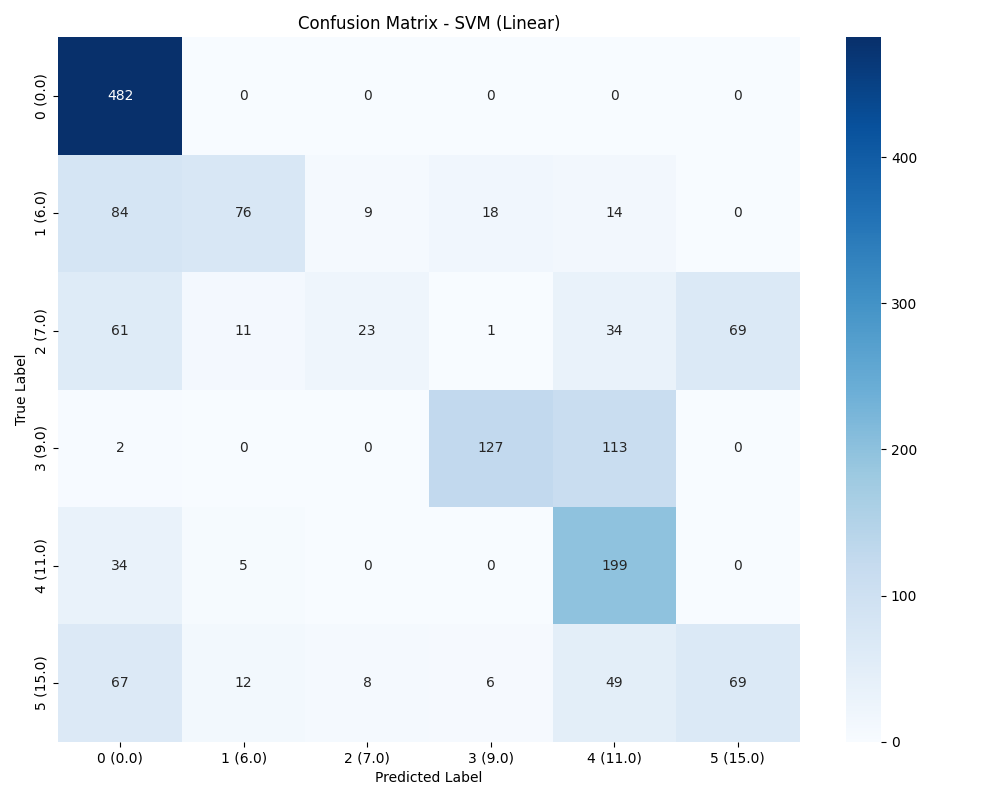 Confusion Matrix - SVM (Linear)
True Label
0 (0.0) 482 0 0 0 0 0
1 (6.0) 84 76 9 18 14 0
2 (7.0) 61 11 23 1 34 69
3 (9.0) 2 0 0 127 113 0
4 (11.0) 34 5 0 0 199 0
5 (15.0) 67 12 8 6 49 69
0 (0.0) 1 (6.0) 2 (7.0) 3 (9.0) 4 (11.0) 5 (15.0)
Predicted Label
400
300
200
100
0